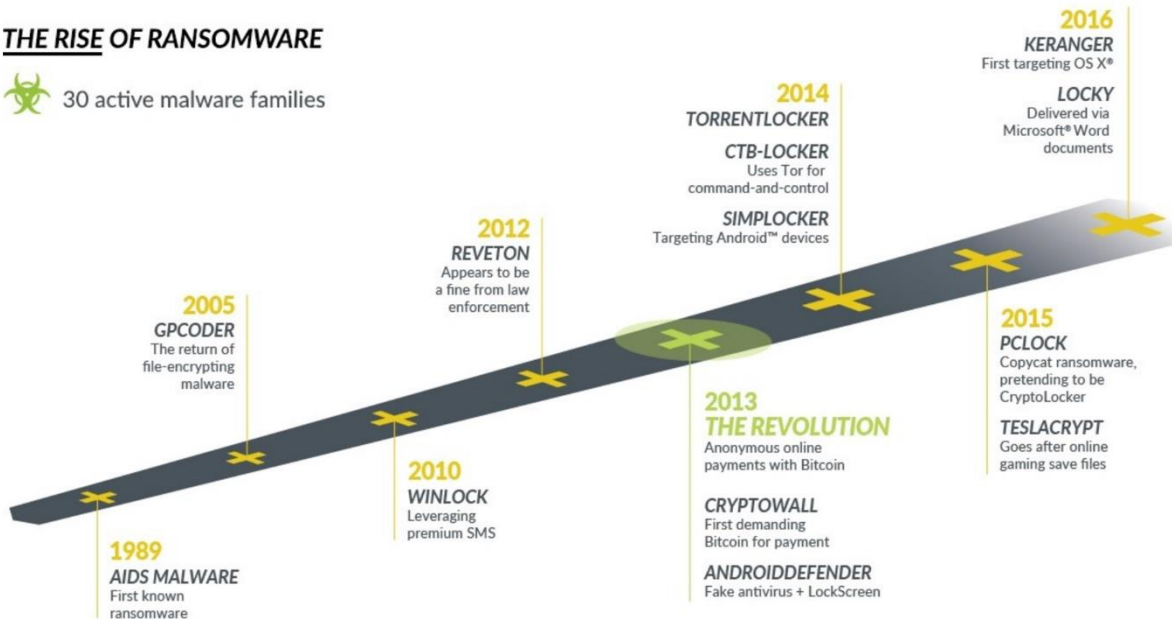 THE RISE OF RANSOMWARE
30 active malware families
1989
AIDS MALWARE
First known
ransomware
2005
GPCODER
The return of
file-encrypting
malware
2010
WINLOCK
Leveraging
premium SMS
2012
REVETON
Appears to be
a fine from law
enforcement
2013
THE REVOLUTION
Anonymous online
payments with Bitcoin
CRYPTOWALL
First demanding
Bitcoin for payment
ANDROIDDEFENDER
Fake antivirus + LockScreen
2014
TORRENTLOCKER
CTB-LOCKER
Uses Tor for
command-and-control
SIMPLOCKER
Targeting Android™ devices
2015
PCLOCK
Copycat ransomware,
pretending to be
CryptoLocker
TESLACRYPT
Goes after online
gaming save files
2016
KERANGER
First targeting OS X®
LOCKY
Delivered via
Microsoft® Word
documents